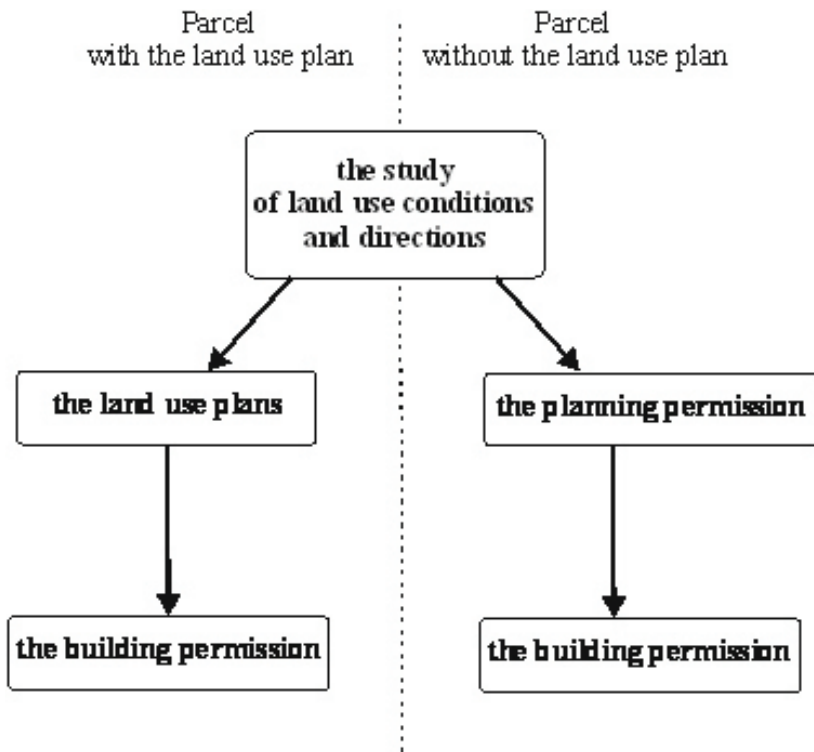 Parcel
with the land use plan
Parcel
without the land use plan
the study
of land use conditions
and directions
the land use plans
the planning permission
the building permission
the building permission